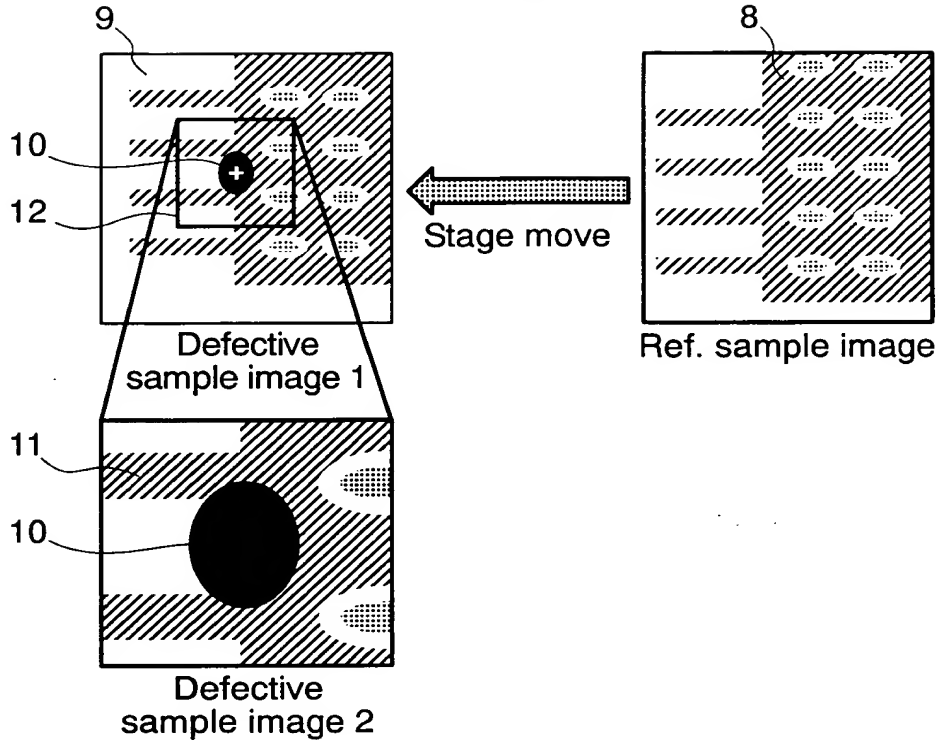 9
8
10
12
+
Stage move
Defective
sample image 1
Ref. sample image
11
10
Defective
sample image 2